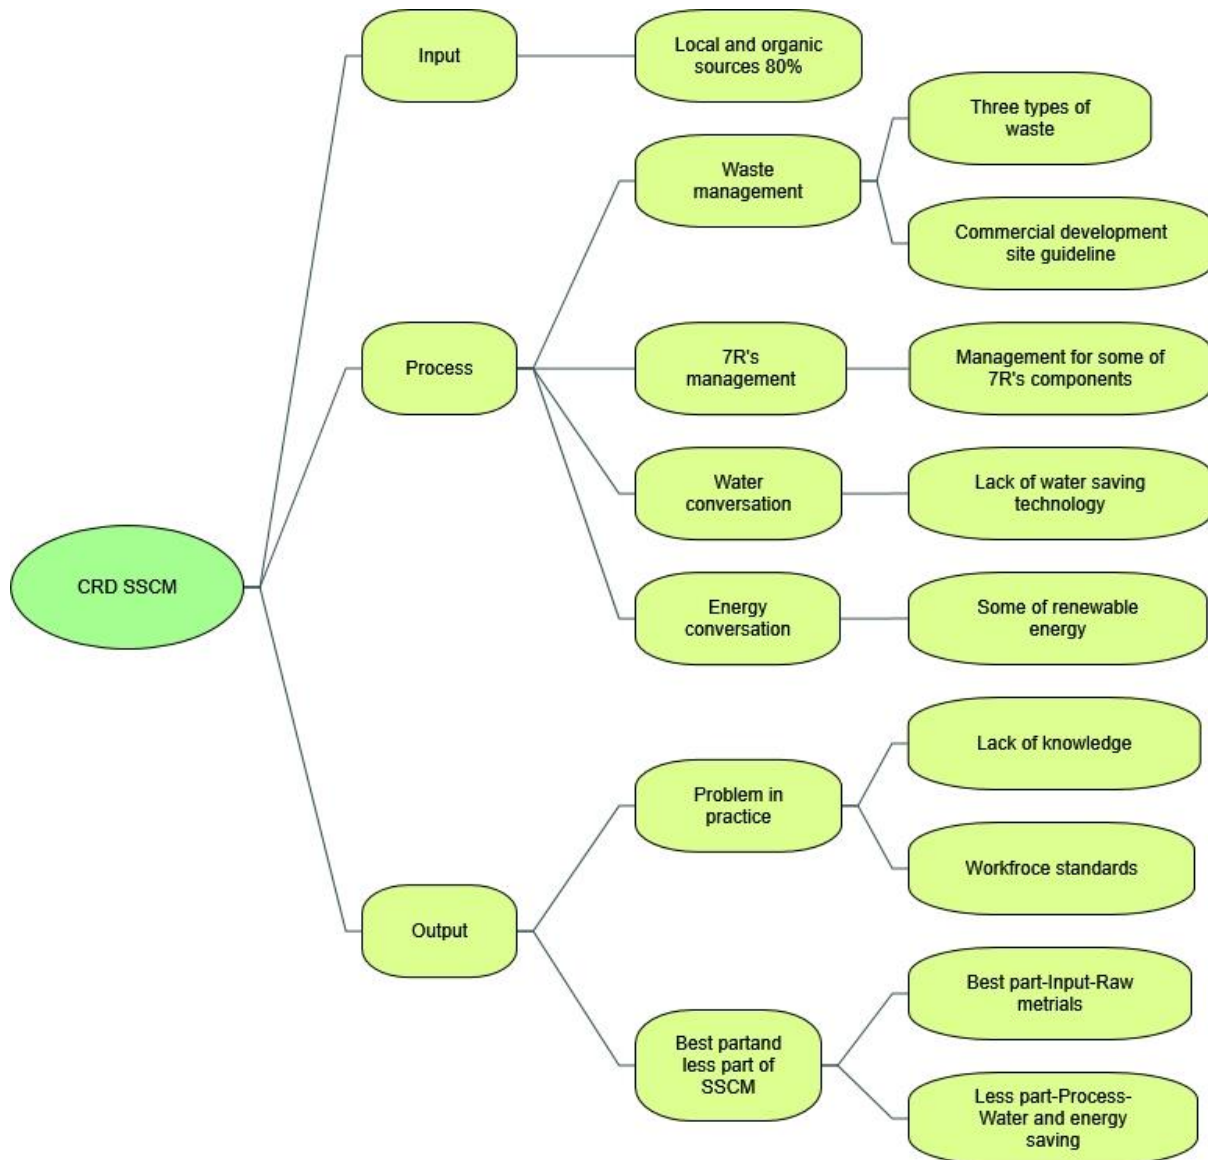 Input
Local and organic
sources 80%
Three types of
waste
Waste
management
Commercial development
site guideline
Process
7R's
management
Management for some of
7R's components
Water
conversation
Lack of water saving
technology
CRD SSCM
Energy
conversation
Some of renewable
energy
Lack of knowledge
Problem in
practice
Workfroce standards
Output
Best part-Input-Raw
metrials
Best partand
less part of
SSCM
Less part-Process-
Water and energy
saving